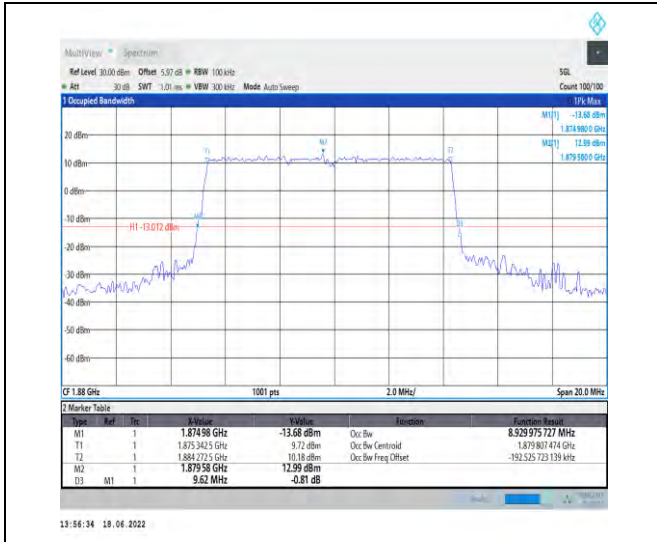 MultiView Spectrum
Ref Level 30.00 dBm Offset 5.97 dB RBW 100 kHz SGL
Att 30 dB SWT 1.01 ms VBW 300 kHz Mode Auto Sweep Count 100/100
1 Occupied Bandwidth 1Pk Max
M1[1] -13.68 dBm
1.874 980 0 GHz
20 dBm M2[1] 12.99 dBm
1.879 580 0 GHz
T1 M2 T2
10 dBm
0 dBm
-10 dBm M1 D3
H1 -13.012 dBm
-20 dBm
-30 dBm
-40 dBm
-50 dBm
-60 dBm
CF 1.88 GHz 1001 pts 2.0 MHz/ Span 20.0 MHz
2 Marker Table
Type Ref Trc X-Value Y-Value Function Function Result
M1 1 1.874 98 GHz -13.68 dBm Occ Bw 8.929 975 727 MHz
T1 1 1.875 342 5 GHz 9.72 dBm Occ Bw Centroid 1.879 807 474 GHz
T2 1 1.884 272 5 GHz 10.18 dBm Occ Bw Freq Offset -192.525 723 139 kHz
M2 1 1.879 58 GHz 12.99 dBm
D3 M1 1 9.62 MHz -0.81 dB
13:56:34 18.06.2022